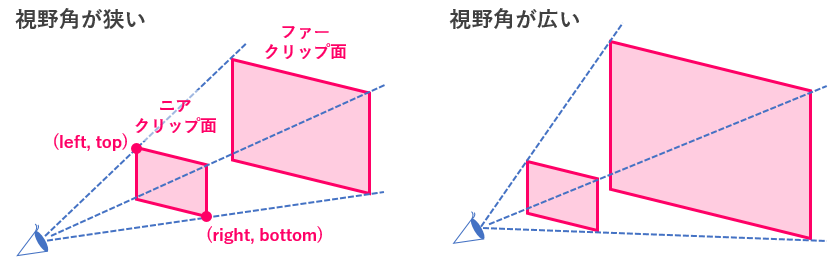 視野角が狭い
視野角が広い
ファー
クリップ面
ニア
クリップ面
(left, top)
(right, bottom)